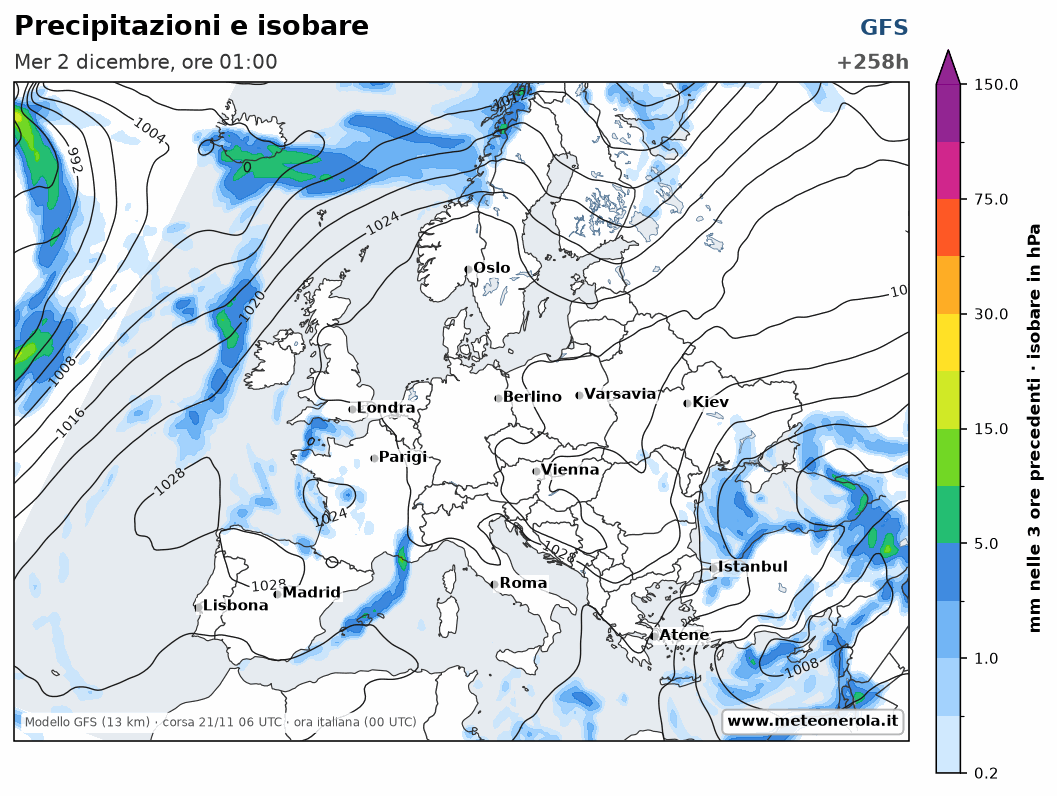 Precipitazioni e isobare
GFS
Mer 2 dicembre, ore 01:00
+258h
150.0
1012
1004
992
0
1024
75.0
Oslo
10
1020
30.0
1008
Berlino
Varsavia
Kiev
Londra
1016
15.0
Parigi
Vienna
1028
1024
5.0
1028
Istanbul
1028
Madrid
Roma
Lisbona
Atene
1.0
1008
Modello GFS (13 km) · corsa 21/11 06 UTC · ora italiana (00 UTC)
www.meteonerola.it
0.2
mm nelle 3 ore precedenti · isobare in hPa